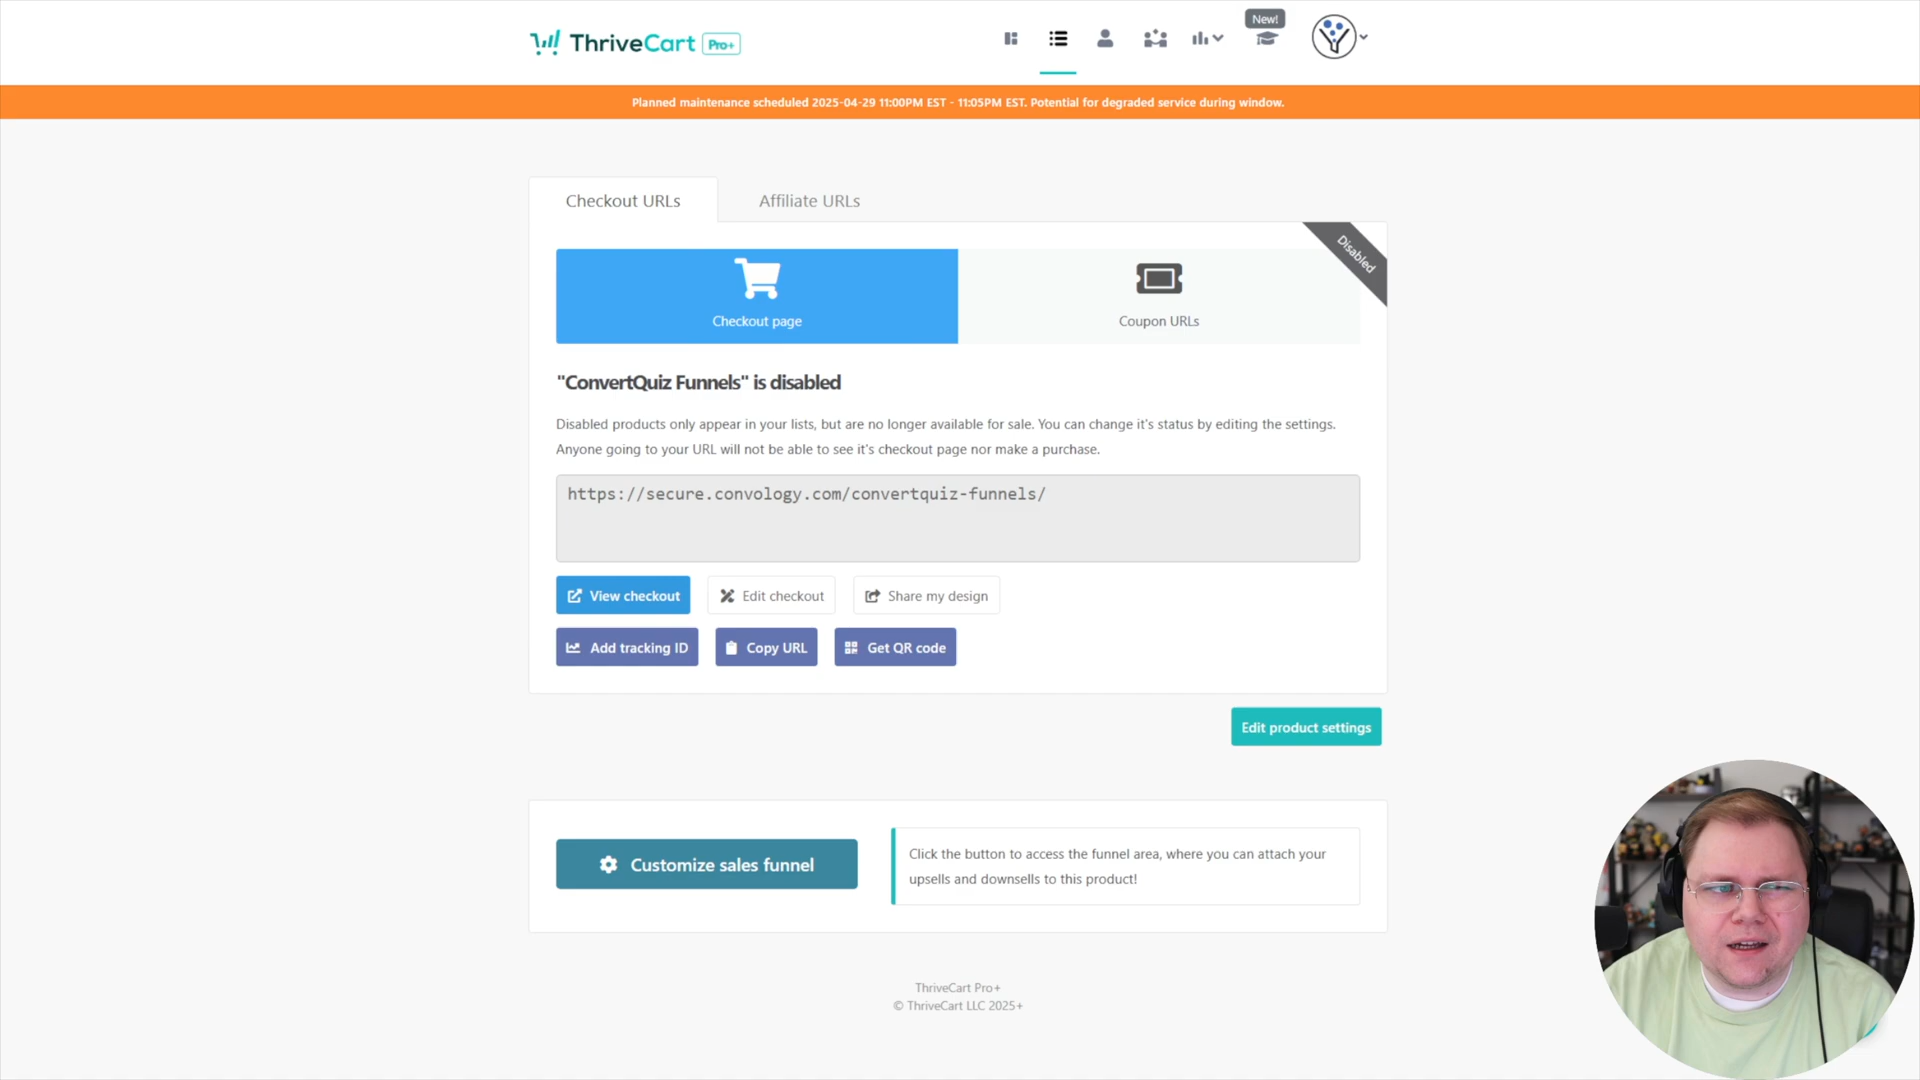 ThriveCart Pro+
New!
Planned maintenance scheduled 2025-04-29 11:00PM EST - 11:05PM EST. Potential for degraded service during window.
Checkout URLs
Affiliate URLs
Disabled
Checkout page
Coupon URLs
"ConvertQuiz Funnels" is disabled
Disabled products only appear in your lists, but are no longer available for sale. You can change it's status by editing the settings.
Anyone going to your URL will not be able to see it's checkout page nor make a purchase.
https://secure.convology.com/convertquiz-funnels/
View checkout
Edit checkout
Share my design
Add tracking ID
Copy URL
Get QR code
Edit product settings
Customize sales funnel
Click the button to access the funnel area, where you can attach your
upsells and downsells to this product!
ThriveCart Pro+
© ThriveCart LLC 2025+